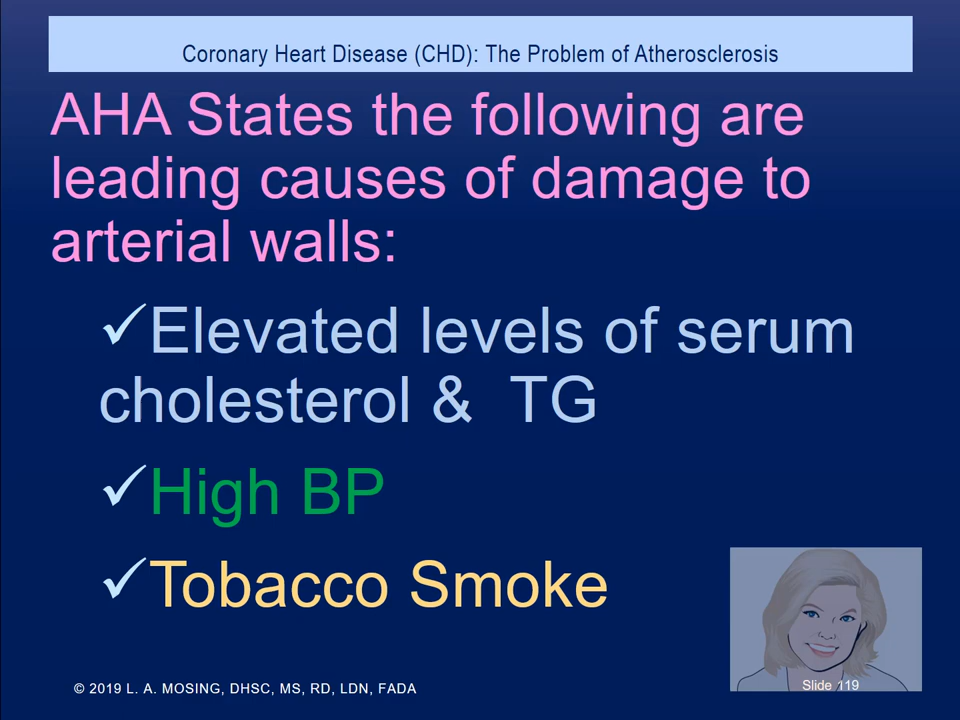 Coronary Heart Disease (CHD): The Problem of Atherosclerosis
AHA States the following are
leading causes of damage to
arterial walls:
✓Elevated levels of serum
cholesterol & TG
✓High BP
✓Tobacco Smoke
© 2019 L. A. MOSING, DHSC, MS, RD, LDN, FADA
Slide 119